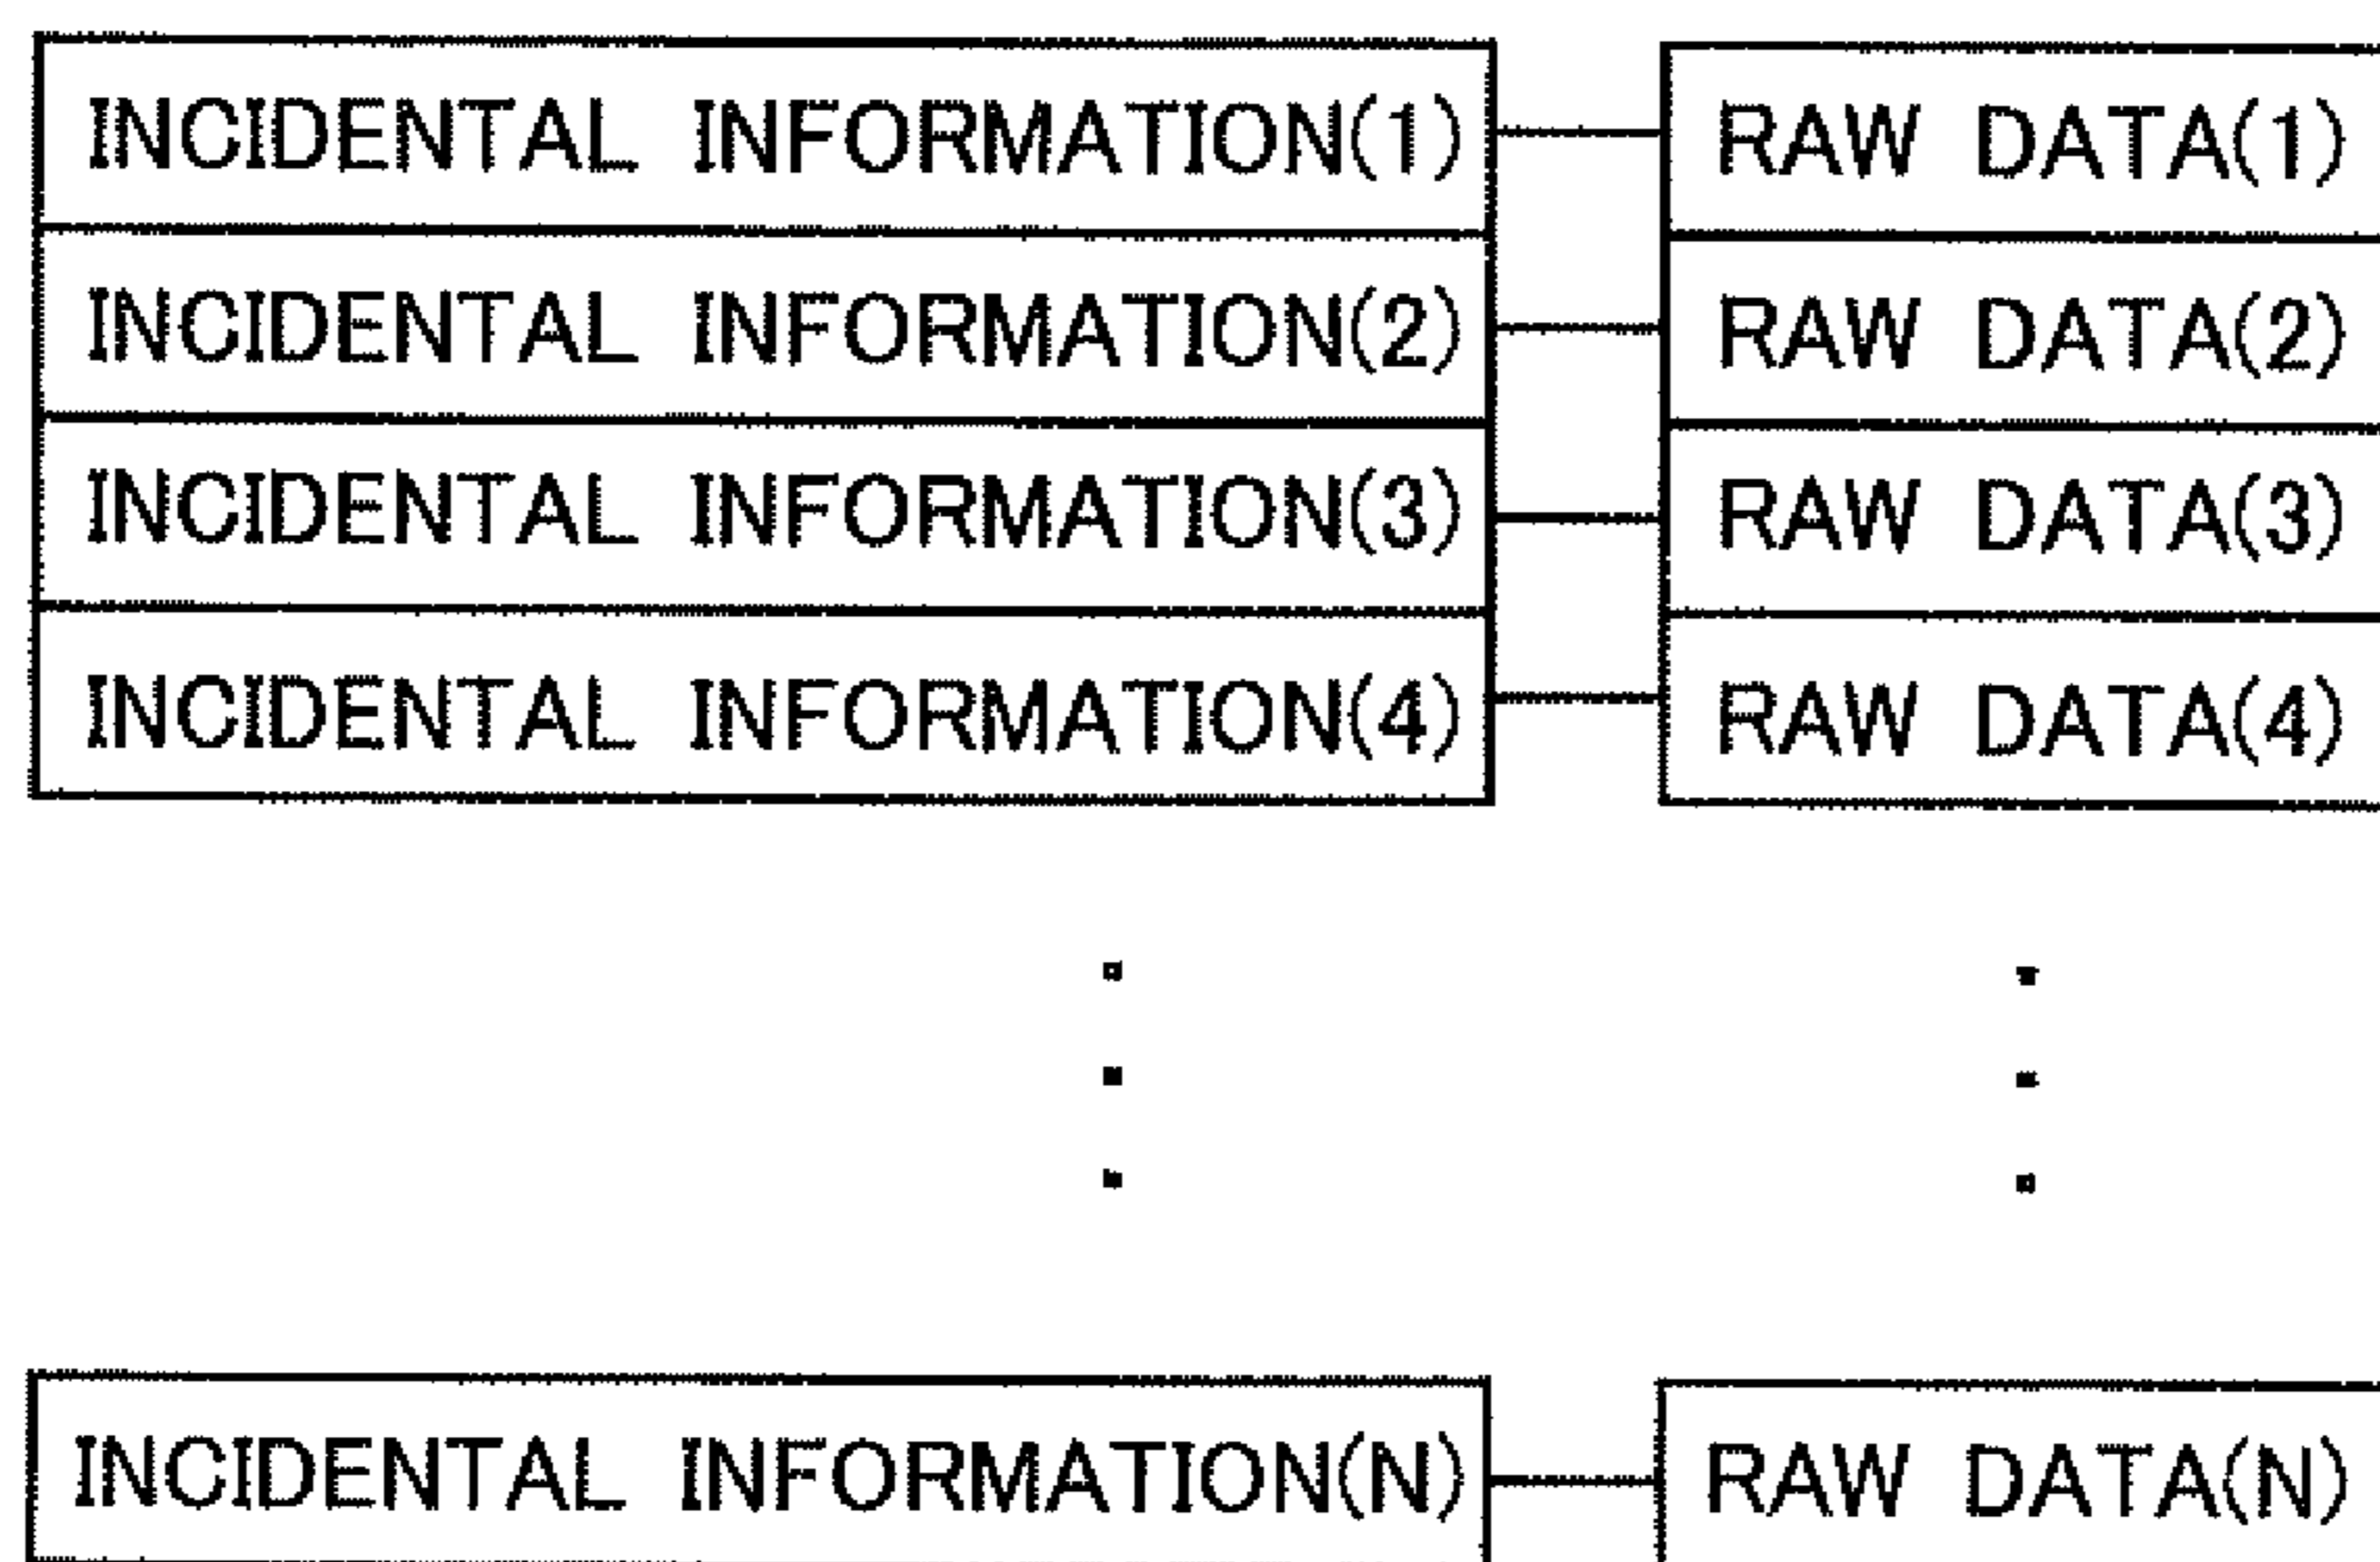 INCIDENTAL INFORMATION(1) RAW DATA(1)
INCIDENTAL INFORMATION(2) RAW DATA(2)
INCIDENTAL INFORMATION(3) RAW DATA(3)
INCIDENTAL INFORMATION(4) RAW DATA(4)
INCIDENTAL INFORMATION(N) RAW DATA(N)